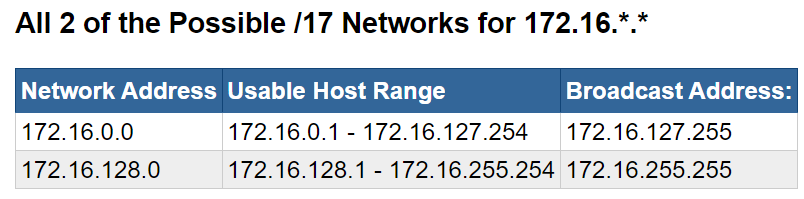 All 2 of the Possible /17 Networks for 172.16.*.*
Network Address Usable Host Range Broadcast Address:
172.16.0.0 172.16.0.1 - 172.16.127.254 172.16.127.255
172.16.128.0 172.16.128.1 - 172.16.255.254 172.16.255.255